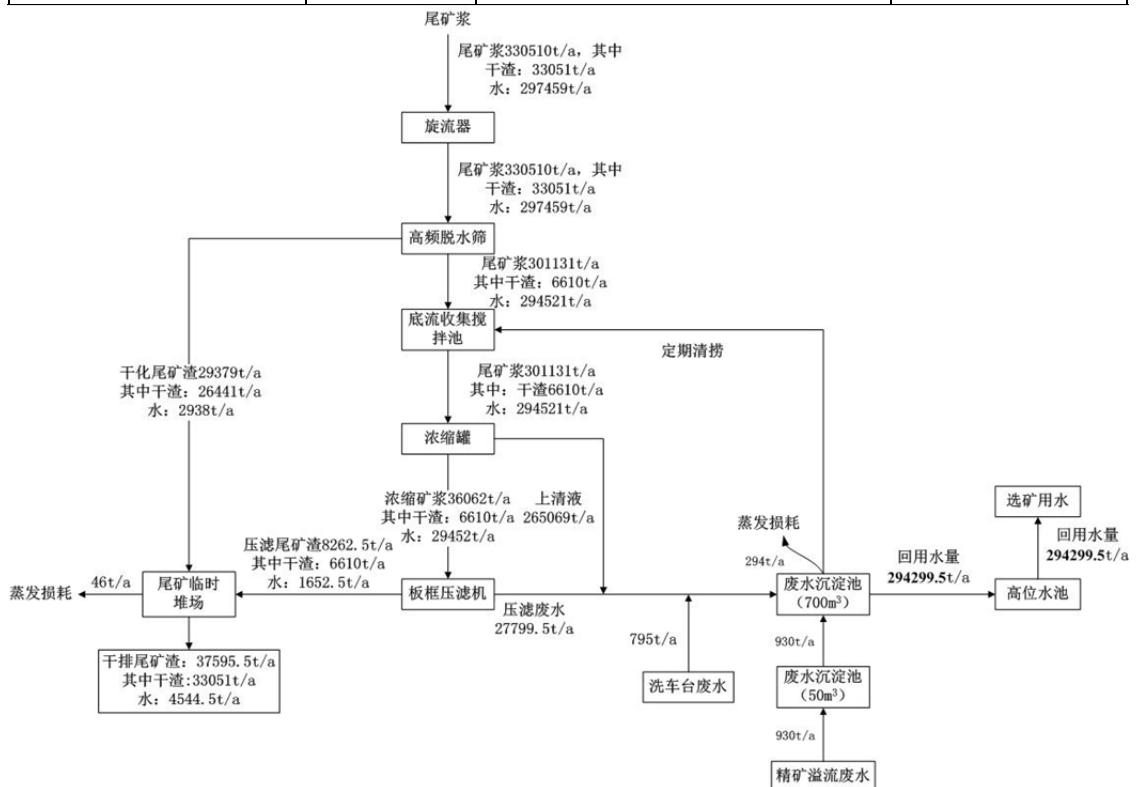 尾矿浆
尾矿浆330510t/a，其中
干渣：33051t/a
水：297459t/a
旋流器
尾矿浆330510t/a，其中
干渣：33051t/a
水：297459t/a
高频脱水筛
尾矿浆301131t/a
其中干渣：6610t/a
水：294521t/a
底流收集搅
拌池
定期清捞
干化尾矿渣29379t/a
其中干渣：26441t/a
水：2938t/a
尾矿浆301131t/a
其中：干渣6610t/a
水：294521t/a
浓缩罐
浓缩矿浆36062t/a
其中干渣：6610t/a
水：29452t/a
上清液
265069t/a
压滤尾矿渣8262.5t/a
其中干渣：6610t/a
水：1652.5t/a
蒸发损耗
46t/a
尾矿临时
堆场
板框压滤机
压滤废水
27799.5t/a
干排尾矿渣：37595.5t/a
其中干渣:33051t/a
水：4544.5t/a
795t/a
洗车台废水
蒸发损耗
294t/a
废水沉淀池
（700m³）
930t/a
废水沉淀池
（50m³）
930t/a
精矿溢流废水
回用水量
294299.5t/a
高位水池
回用水量
294299.5t/a
选矿用水